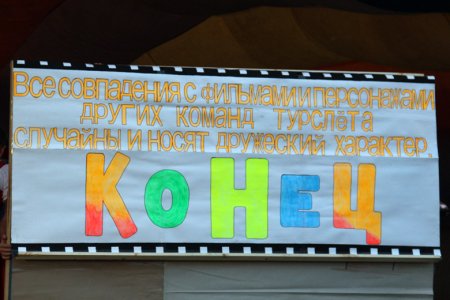 Все совпадения с фильмами и персонажами
других команд турслёта
случайны и носят дружеский характер.
КОНЕЦ